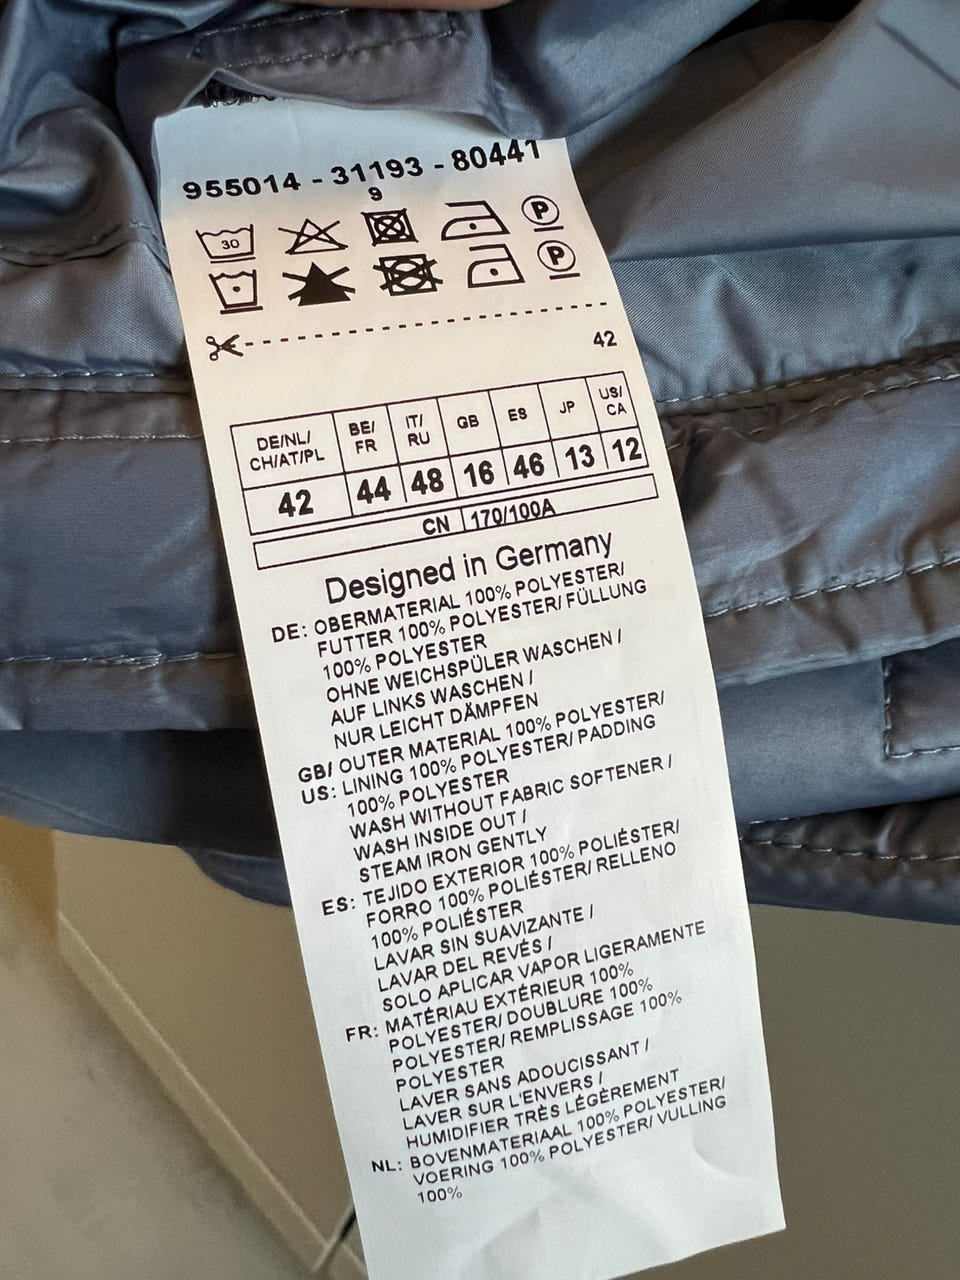 955014 - 31193 - 80441
9
30
P
P
42
DE/NL/ CH/AT/PL BE/ FR IT/ RU GB ES JP US/ CA
42 44 48 16 46 13 12
CN 170/100A
Designed in Germany
DE: OBERMATERIAL 100% POLYESTER/
FUTTER 100% POLYESTER/ FÜLLUNG
100% POLYESTER
OHNE WEICHSPÜLER WASCHEN /
AUF LINKS WASCHEN /
NUR LEICHT DÄMPFEN
GB/ OUTER MATERIAL 100% POLYESTER/
US: LINING 100% POLYESTER/ PADDING
100% POLYESTER
WASH WITHOUT FABRIC SOFTENER /
WASH INSIDE OUT /
STEAM IRON GENTLY
ES: TEJIDO EXTERIOR 100% POLIÉSTER/
FORRO 100% POLIÉSTER/ RELLENO
100% POLIÉSTER
LAVAR SIN SUAVIZANTE /
LAVAR DEL REVÉS /
SOLO APLICAR VAPOR LIGERAMENTE
FR: MATÉRIAU EXTÉRIEUR 100%
POLYESTER/ DOUBLURE 100%
POLYESTER/ REMPLISSAGE 100%
POLYESTER
LAVER SANS ADOUCISSANT /
LAVER SUR L'ENVERS /
HUMIDIFIER TRÈS LÉGÈREMENT
NL: BOVENMATERIAAL 100% POLYESTER/
VOERING 100% POLYESTER/ VULLING
100%